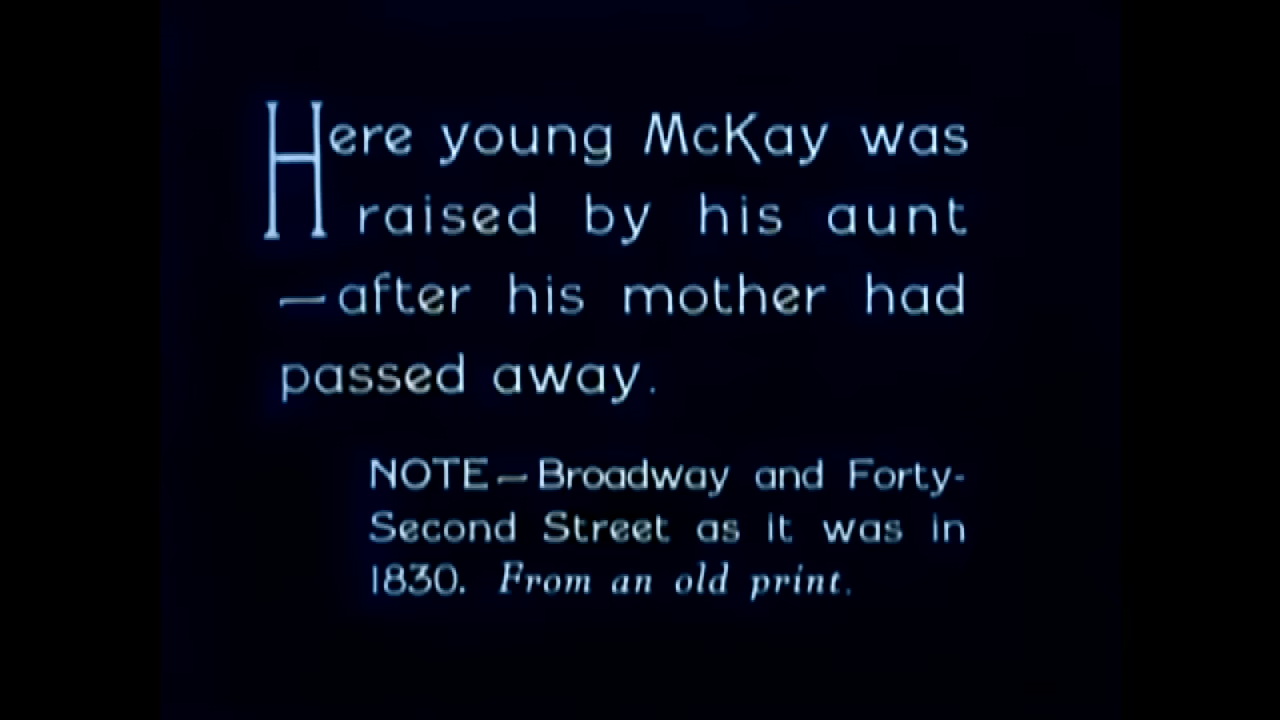 Here young McKay was
raised by his aunt
—after his mother had
passed away.
NOTE—Broadway and Forty-
Second Street as it was in
1830. From an old print.